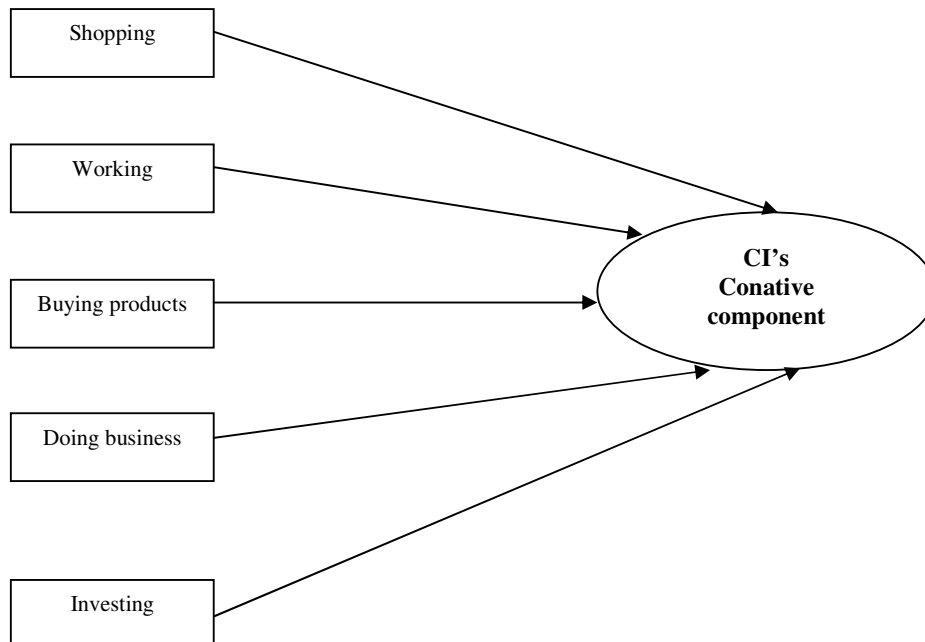 Shopping
Working
Buying products
Doing business
Investing
CI’s
Conative
component